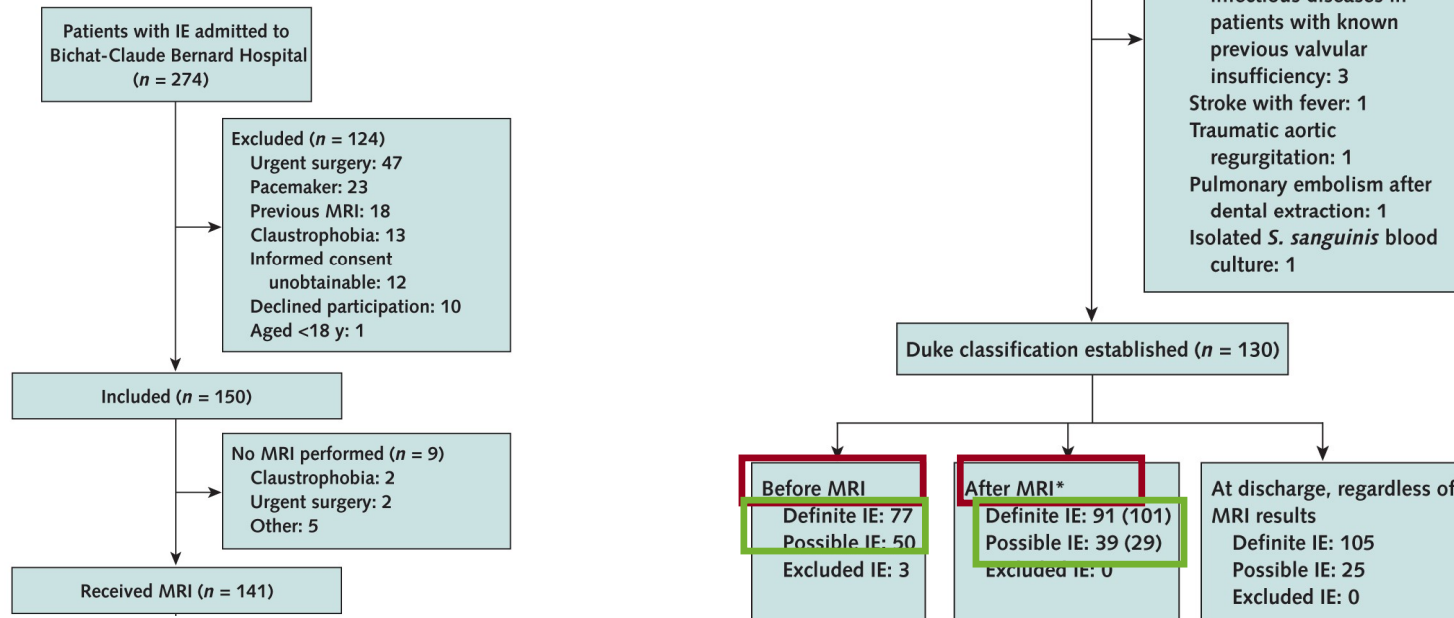 Patients with IE admitted to
Bichat-Claude Bernard Hospital
(n = 274)
Excluded (n = 124)
Urgent surgery: 47
Pacemaker: 23
Previous MRI: 18
Claustrophobia: 13
Informed consent
unobtainable: 12
Declined participation: 10
Aged <18 y: 1
Included (n = 150)
No MRI performed (n = 9)
Claustrophobia: 2
Urgent surgery: 2
Other: 5
Received MRI (n = 141)
infectious diseases in
patients with known
previous valvular
insufficiency: 3
Stroke with fever: 1
Traumatic aortic
regurgitation: 1
Pulmonary embolism after
dental extraction: 1
Isolated S. sanguinis blood
culture: 1
Duke classification established (n = 130)
Before MRI
Definite IE: 77
Possible IE: 50
Excluded IE: 3
After MRI*
Definite IE: 91 (101)
Possible IE: 39 (29)
Excluded IE: 0
At discharge, regardless of
MRI results
Definite IE: 105
Possible IE: 25
Excluded IE: 0